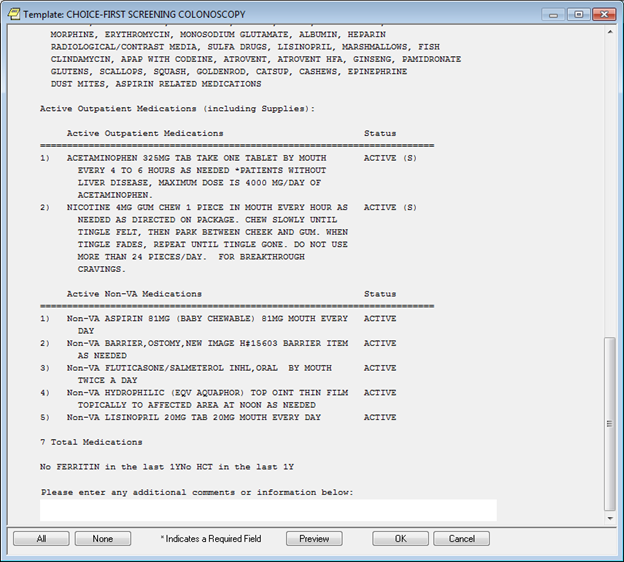 Template: CHOICE-FIRST SCREENING COLONOSCOPY
MORPHINE, ERYTHROMYCIN, MONOSODIUM GLUTAMATE, ALBUMIN, HEPARIN
RADIOLOGICAL/CONTRAST MEDIA, SULFA DRUGS, LISINOPRIL, MARSHMALLOWS, FISH
CLINDAMYCIN, APAP WITH CODEINE, ATROVENT, ATROVENT HFA, GINSENG, PAMIDRONATE
GLUTENS, SCALLOPS, SQUASH, GOLDENROD, CATSUP, CASHEWS, EPINEPHRINE
DUST MITES, ASPIRIN RELATED MEDICATIONS
Active Outpatient Medications (including Supplies):
Active Outpatient Medications Status
=========================================================================
1) ACETAMINOPHEN 325MG TAB TAKE ONE TABLET BY MOUTH ACTIVE (S)
EVERY 4 TO 6 HOURS AS NEEDED *PATIENTS WITHOUT
LIVER DISEASE, MAXIMUM DOSE IS 4000 MG/DAY OF
ACETAMINOPHEN.
2) NICOTINE 4MG GUM CHEW 1 PIECE IN MOUTH EVERY HOUR AS ACTIVE (S)
NEEDED AS DIRECTED ON PACKAGE. CHEW SLOWLY UNTIL
TINGLE FELT, THEN PARK BETWEEN CHEEK AND GUM. WHEN
TINGLE FADES, REPEAT UNTIL TINGLE GONE. DO NOT USE
MORE THAN 24 PIECES/DAY. FOR BREAKTHROUGH
CRAVINGS.
Active Non-VA Medications Status
=========================================================================
1) Non-VA ASPIRIN 81MG (BABY CHEWABLE) 81MG MOUTH EVERY ACTIVE
DAY
2) Non-VA BARRIER,OSTOMY,NEW IMAGE H#15603 BARRIER ITEM ACTIVE
AS NEEDED
3) Non-VA FLUTICASONE/SALMETEROL INHL,ORAL BY MOUTH ACTIVE
TWICE A DAY
4) Non-VA HYDROPHILIC (EQV AQUAPHOR) TOP OINT THIN FILM ACTIVE
TOPICALLY TO AFFECTED AREA AT NOON AS NEEDED
5) Non-VA LISINOPRIL 20MG TAB 20MG MOUTH EVERY DAY ACTIVE
7 Total Medications
No FERRITIN in the last 1YNo HCT in the last 1Y
Please enter any additional comments or information below:
All None * Indicates a Required Field Preview OK Cancel